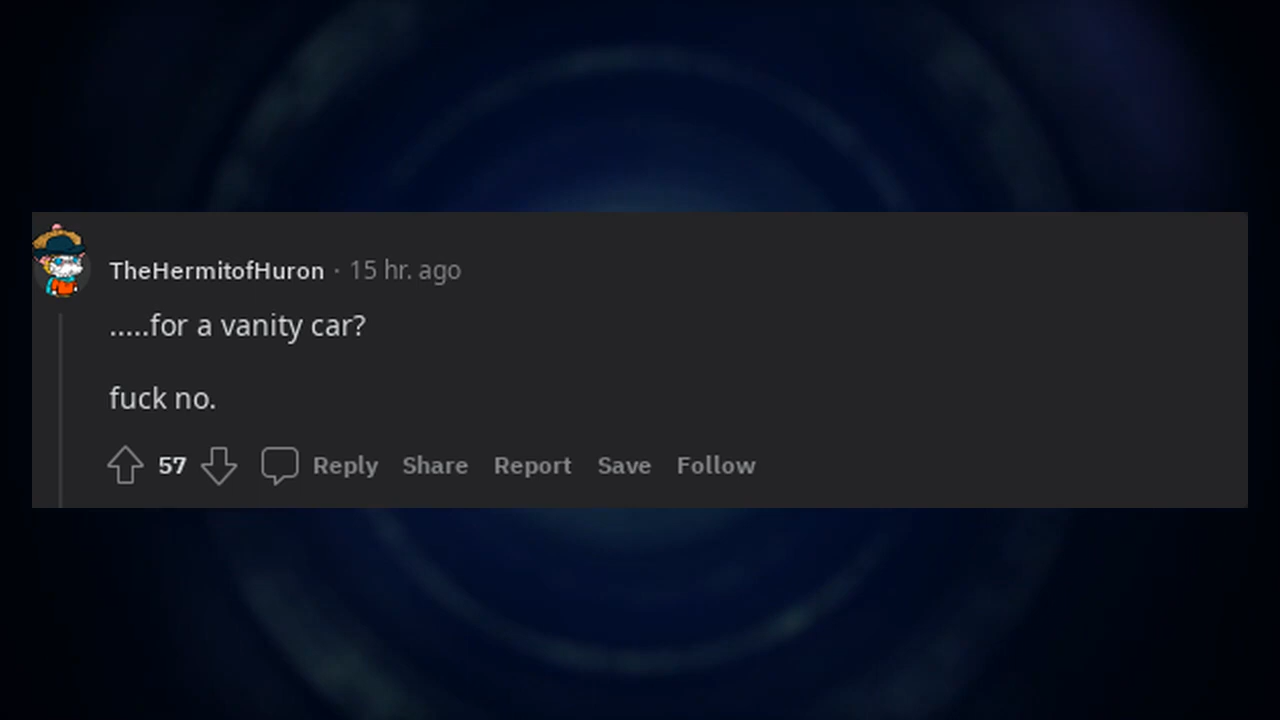 TheHermitofHuron · 15 hr. ago
.....for a vanity car?
fuck no.
57 Reply Share Report Save Follow